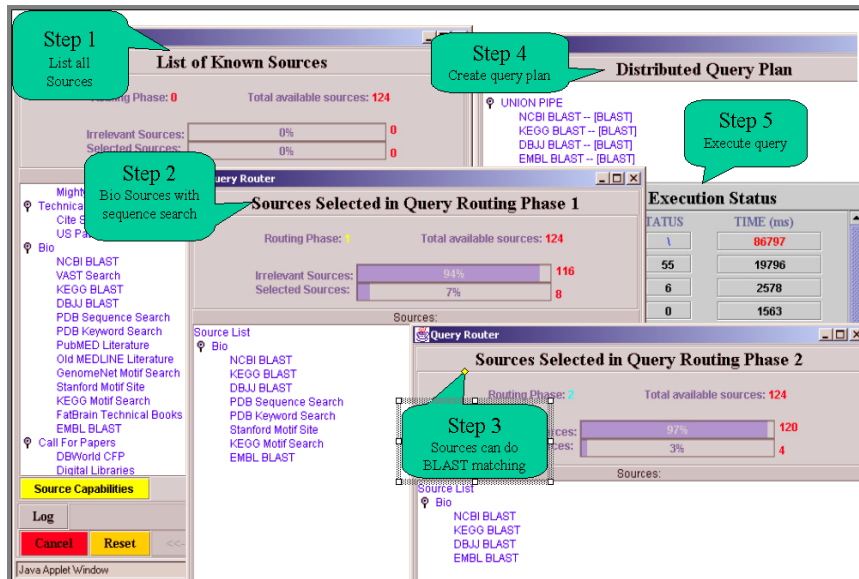 Step 1
List all
Sources
List of Known Sources
Routing Phase: 0 Total available sources: 124
Irrelevant Sources: 0% 0
Selected Sources: 0% 0
Technical
Cite
US
Bio
NCBI BLAST
VAST Search
KEGG BLAST
DBJJ BLAST
PDB Sequence Search
PDB Keyword Search
PubMED Literature
Old MEDLINE Literature
GenomeNet Motif Search
Stanford Motif Site
KEGG Motif Search
FatBrain Technical Books
EMBL BLAST
Call For Papers
DBWorld CFP
Digital Libraries
Source Capabilities
Log
Cancel Reset <<-
Java Applet Window
Step 2
Bio Sources with
sequence search
Query Router
Sources Selected in Query Routing Phase 1
Routing Phase: 1 Total available sources: 124
Irrelevant Sources: 94% 116
Selected Sources: 7% 8
Sources:
Source List
Bio
NCBI BLAST
KEGG BLAST
DBJJ BLAST
PDB Sequence Search
PDB Keyword Search
Stanford Motif Site
KEGG Motif Search
EMBL BLAST
Step 3
Sources can do
BLAST matching
Query Router
Sources Selected in Query Routing Phase 2
Routing Phase: 2 Total available sources: 124
97% 120
3% 4
Sources:
Source List
Bio
NCBI BLAST
KEGG BLAST
DBJJ BLAST
EMBL BLAST
Step 4
Create query plan
Distributed Query Plan
UNION PIPE
NCBI BLAST -- [BLAST]
KEGG BLAST -- [BLAST]
DBJJ BLAST -- [BLAST]
EMBL BLAST -- [BLAST]
Step 5
Execute query
Execution Status
TIME (ms)
\ 86797
55 19796
6 2578
0 1563